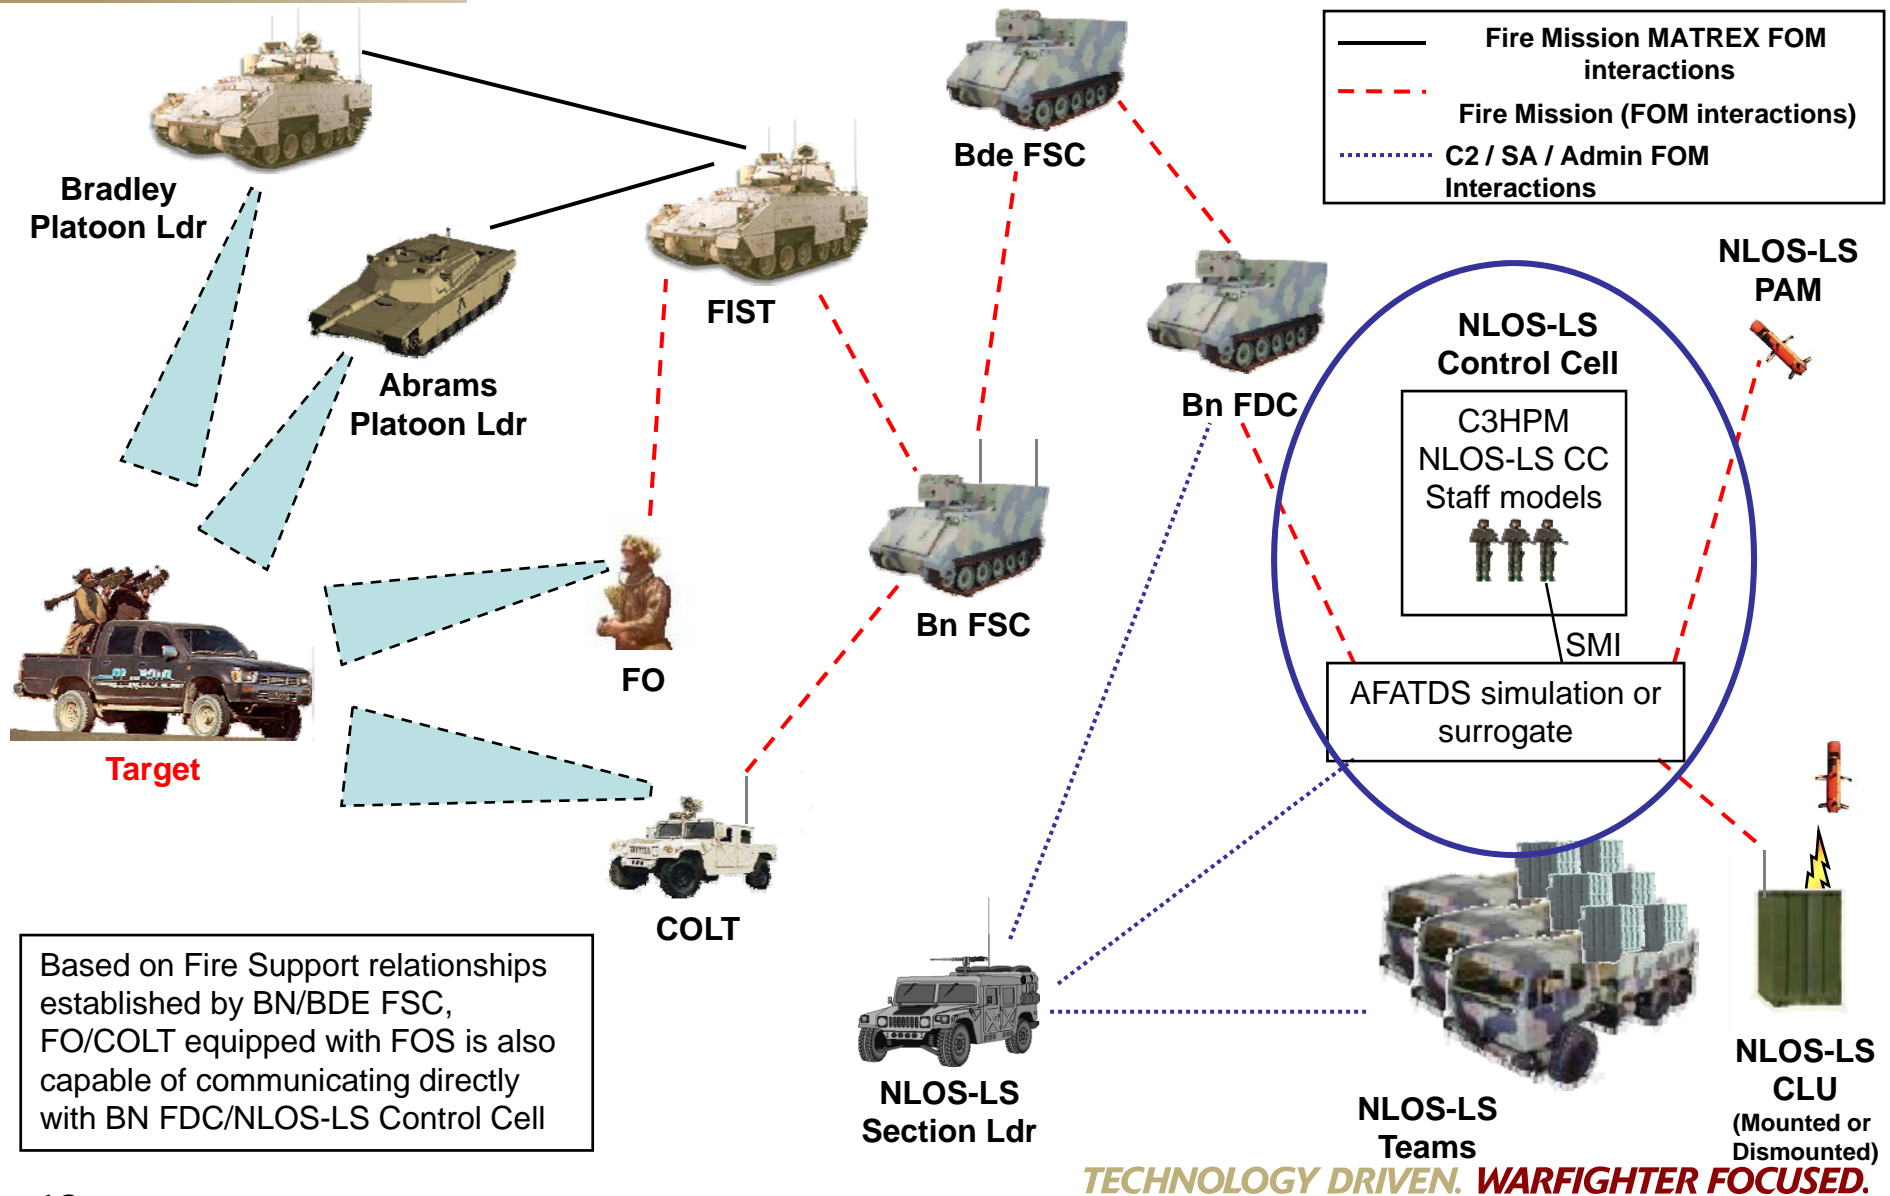 Fire Mission MATREX FOM
interactions
Fire Mission (FOM interactions)
C2 / SA / Admin FOM
Interactions
Bradley
Platoon Ldr
Abrams
Platoon Ldr
FIST
Bde FSC
Bn FDC
NLOS-LS
PAM
NLOS-LS
Control Cell
C3HPM
NLOS-LS CC
Staff models
SMI
AFATDS simulation or
surrogate
Bn FSC
FO
Target
COLT
Based on Fire Support relationships
established by BN/BDE FSC,
FO/COLT equipped with FOS is also
capable of communicating directly
with BN FDC/NLOS-LS Control Cell
NLOS-LS
Section Ldr
NLOS-LS
Teams
NLOS-LS
CLU
(Mounted or
Dismounted)
TECHNOLOGY DRIVEN. WARFIGHTER FOCUSED.